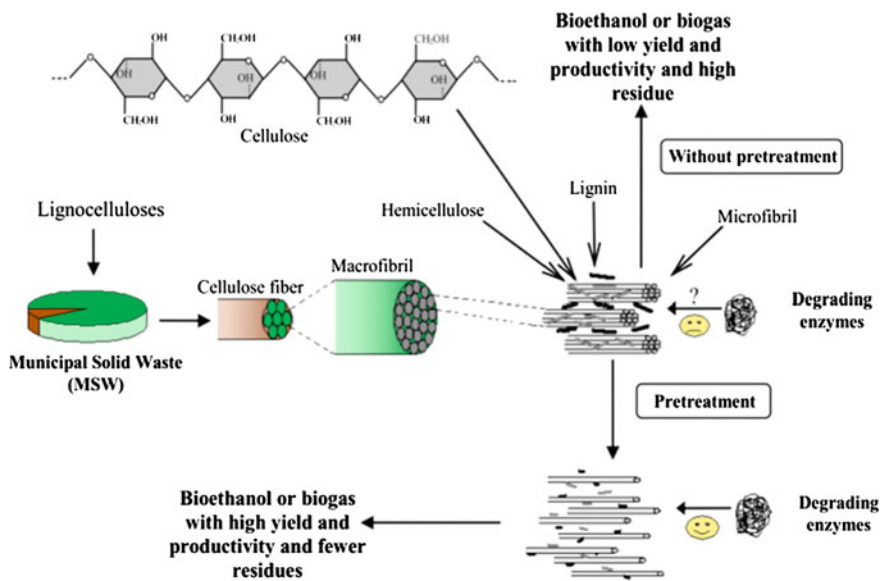 OH
CH₂OH
OH
CH₂OH
O
O
O
O
O
OH
O
OH
OH
O
OH
O
O
O
CH₂OH
OH
CH₂OH
OH
Cellulose
Bioethanol or biogas
with low yield and
productivity and high
residue
Without pretreatment
Lignin
Lignocelluloses
Hemicellulose
Microfibril
Cellulose fiber
Macrofibril
?
Degrading
enzymes
Municipal Solid Waste
(MSW)
Pretreatment
Bioethanol or biogas
with high yield and
productivity and fewer
residues
Degrading
enzymes